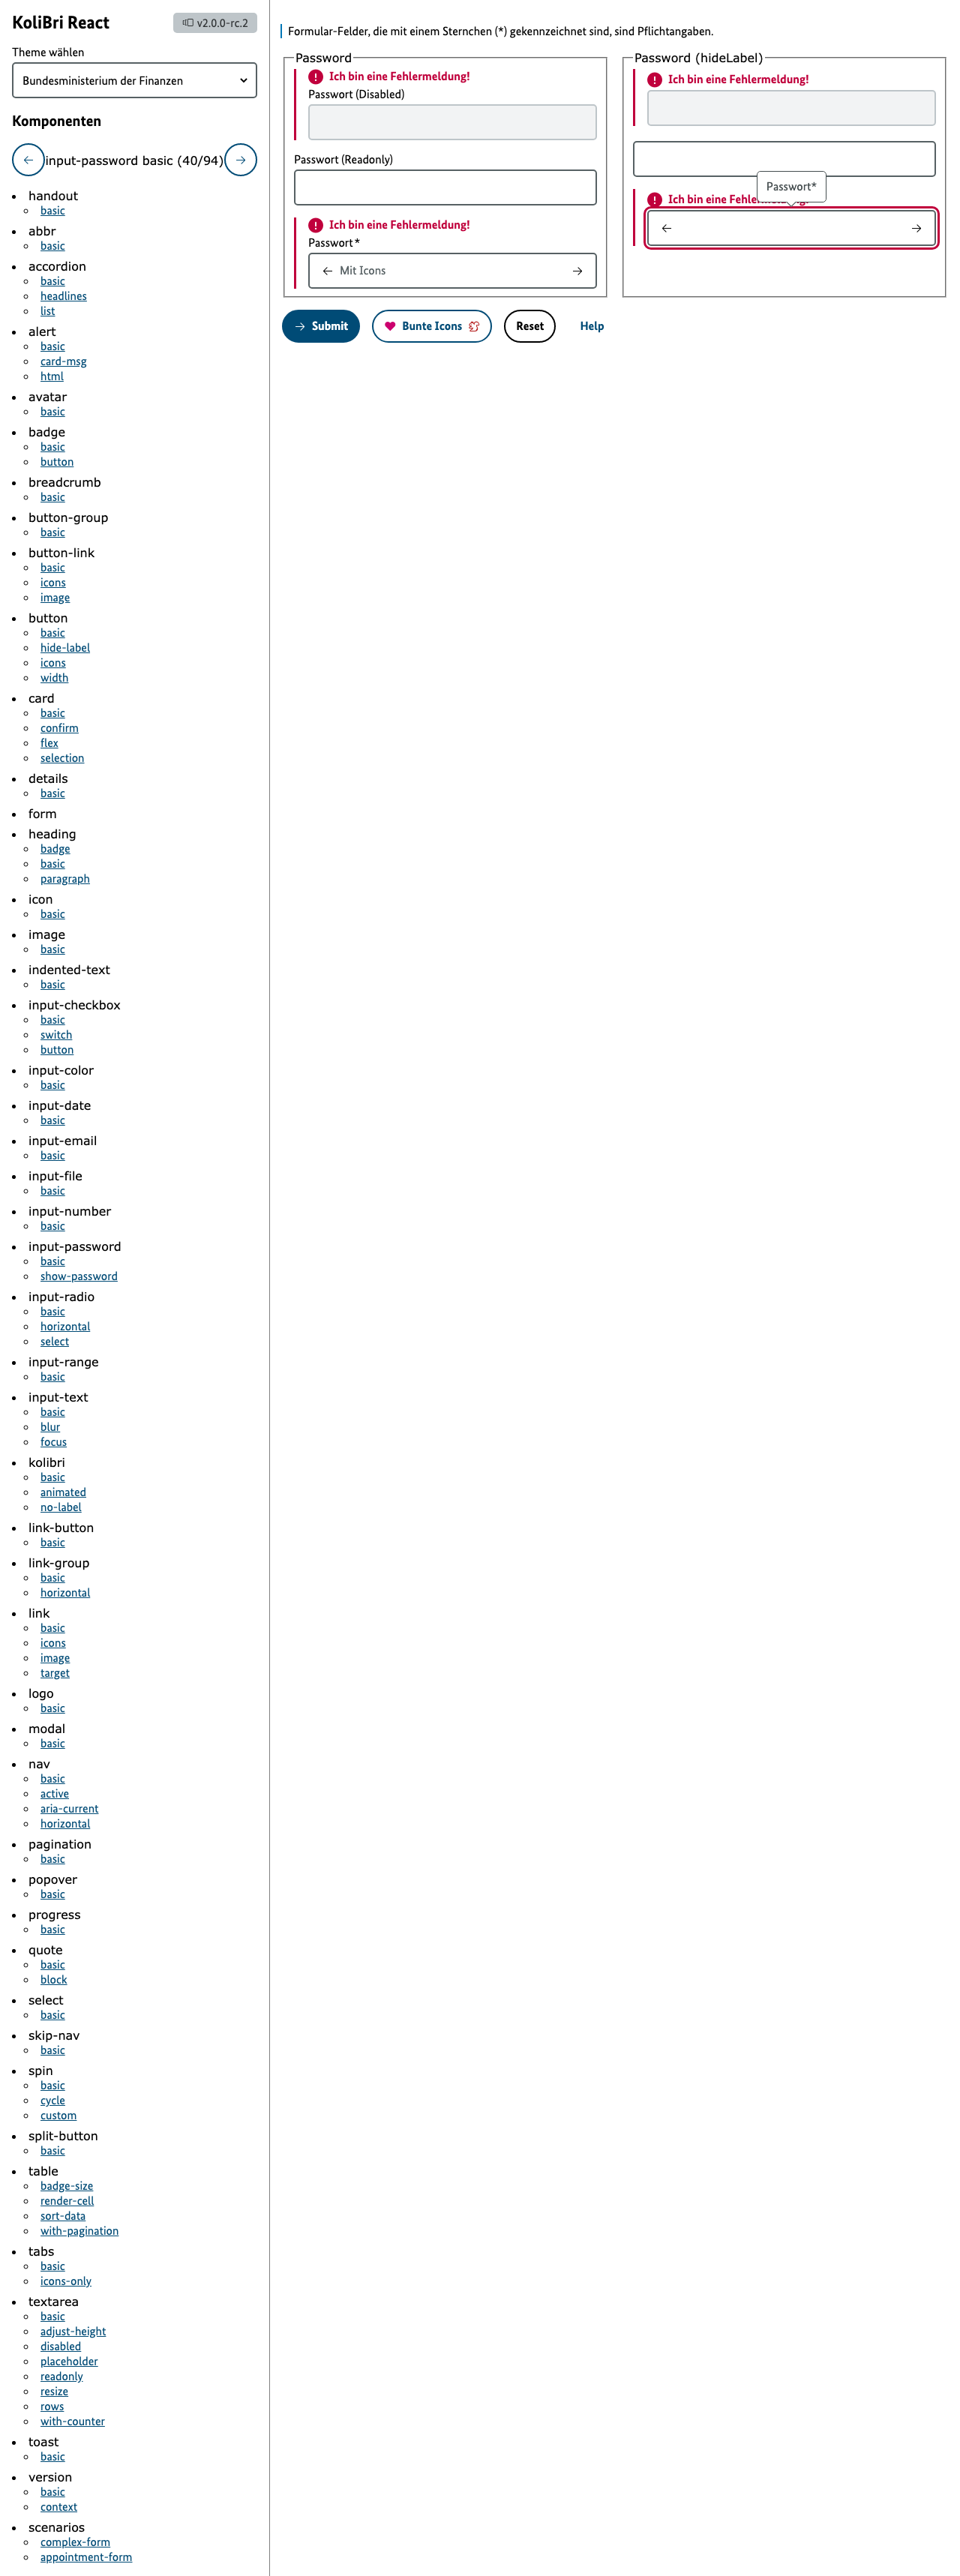 KoliBri React
v2.0.0-rc.2
Theme wählen
Bundesministerium der Finanzen
Komponenten
input-password basic (40/94)
handout
basic
abbr
basic
accordion
basic
headlines
list
alert
basic
card-msg
html
avatar
basic
badge
basic
button
breadcrumb
basic
button-group
basic
button-link
basic
icons
image
button
basic
hide-label
icons
width
card
basic
confirm
flex
selection
details
basic
form
heading
badge
basic
paragraph
icon
basic
image
basic
indented-text
basic
input-checkbox
basic
switch
button
input-color
basic
input-date
basic
input-email
basic
input-file
basic
input-number
basic
input-password
basic
show-password
input-radio
basic
horizontal
select
input-range
basic
input-text
basic
blur
focus
kolibri
basic
animated
no-label
link-button
basic
link-group
basic
horizontal
link
basic
icons
image
target
logo
basic
modal
basic
nav
basic
active
aria-current
horizontal
pagination
basic
popover
basic
progress
basic
quote
basic
block
select
basic
skip-nav
basic
spin
basic
cycle
custom
split-button
basic
table
badge-size
render-cell
sort-data
with-pagination
tabs
basic
icons-only
textarea
basic
adjust-height
disabled
placeholder
readonly
resize
rows
with-counter
toast
basic
version
basic
context
scenarios
complex-form
appointment-form
Formular-Felder, die mit einem Sternchen (*) gekennzeichnet sind, sind Pflichtangaben.
Password
Ich bin eine Fehlermeldung!
Passwort (Disabled)
Passwort (Readonly)
Ich bin eine Fehlermeldung!
Passwort*
Mit Icons
Password (hideLabel)
Ich bin eine Fehlermeldung!
Passwort*
Ich bin eine
Submit
Bunte Icons
Reset
Help